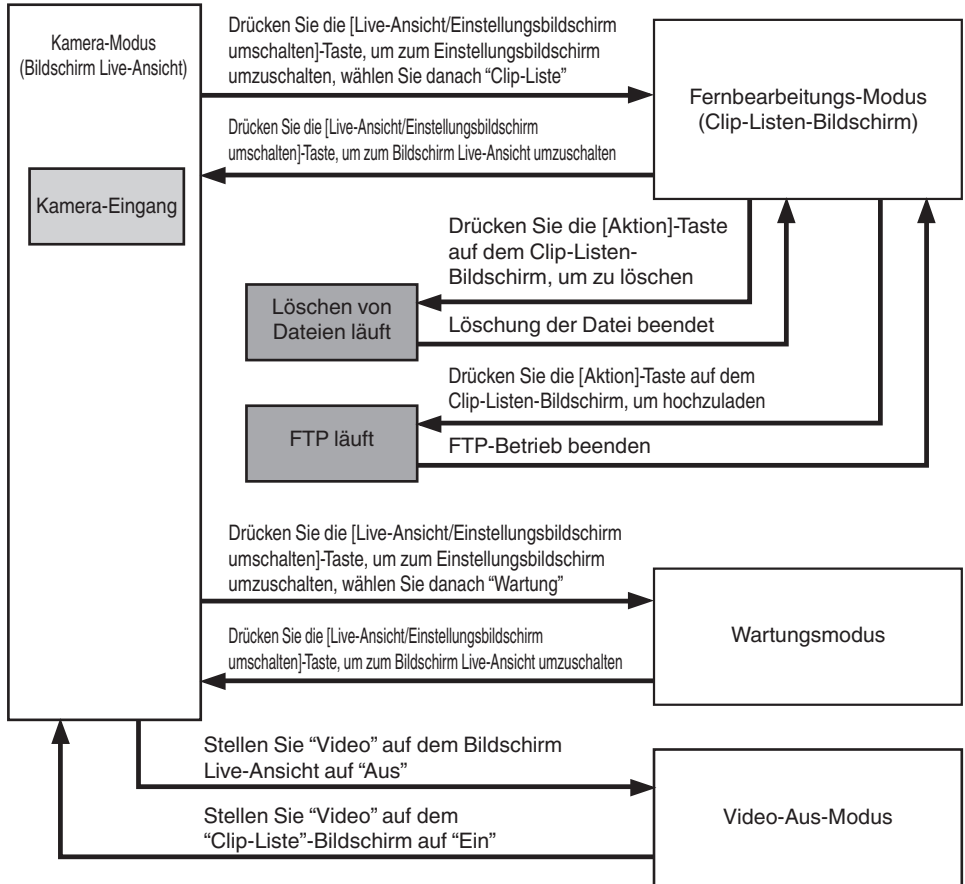 Kamera-Modus
(Bildschirm Live-Ansicht)
Kamera-Eingang
Drücken Sie die [Live-Ansicht/Einstellungsbildschirm
umschalten]-Taste, um zum Einstellungsbildschirm
umzuschalten, wählen Sie danach “Clip-Liste”
Drücken Sie die [Live-Ansicht/Einstellungsbildschirm
umschalten]-Taste, um zum Bildschirm Live-Ansicht umzuschalten
Fernbearbeitungs-Modus
(Clip-Listen-Bildschirm)
Drücken Sie die [Aktion]-Taste
auf dem Clip-Listen-
Bildschirm, um zu löschen
Löschen von
Dateien läuft
Löschung der Datei beendet
Drücken Sie die [Aktion]-Taste auf dem
Clip-Listen-Bildschirm, um hochzuladen
FTP läuft
FTP-Betrieb beenden
Drücken Sie die [Live-Ansicht/Einstellungsbildschirm
umschalten]-Taste, um zum Einstellungsbildschirm
umzuschalten, wählen Sie danach “Wartung”
Drücken Sie die [Live-Ansicht/Einstellungsbildschirm
umschalten]-Taste, um zum Bildschirm Live-Ansicht umzuschalten
Wartungsmodus
Stellen Sie “Video” auf dem Bildschirm
Live-Ansicht auf “Aus”
Stellen Sie “Video” auf dem
“Clip-Liste”-Bildschirm auf “Ein”
Video-Aus-Modus